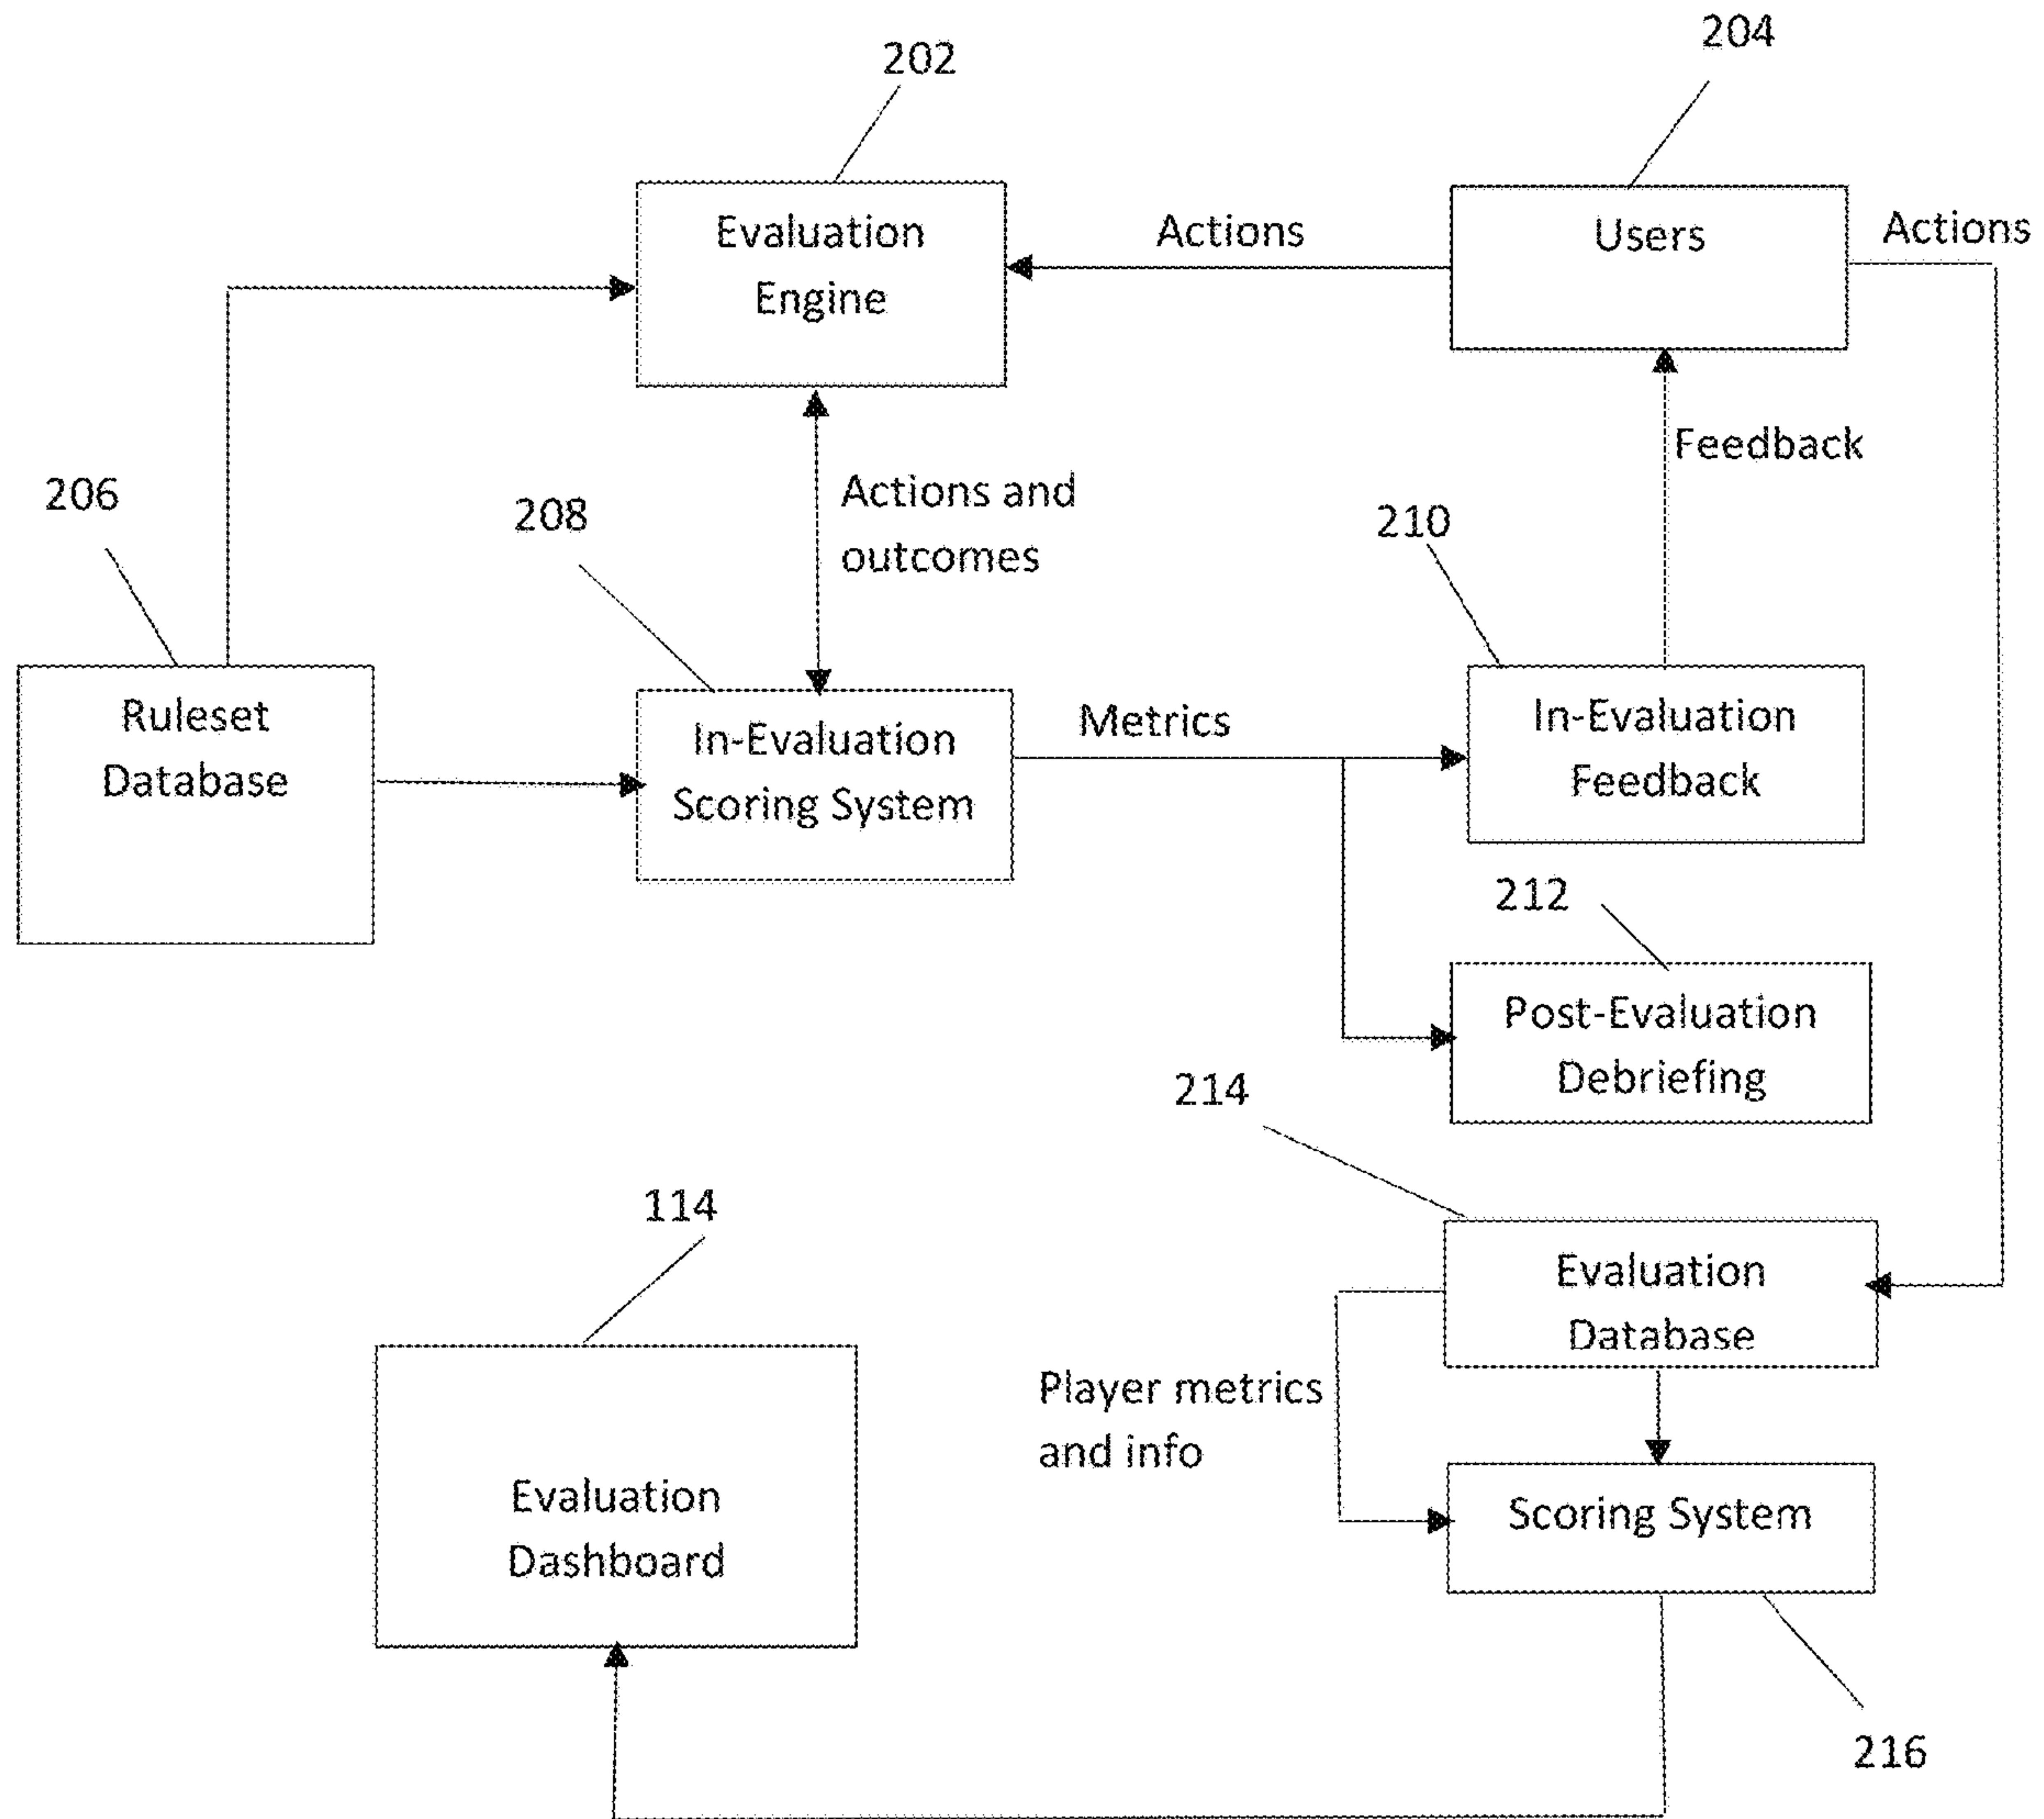 204
202
Evaluation
Engine
Actions
Users
Actions
Feedback
206
208
Actions and
outcomes
210
Ruleset
Database
In-Evaluation
Scoring System
Metrics
In-Evaluation
Feedback
212
Post-Evaluation
Debriefing
214
114
Evaluation
Database
Player metrics
and info
Evaluation
Dashboard
Scoring System
216